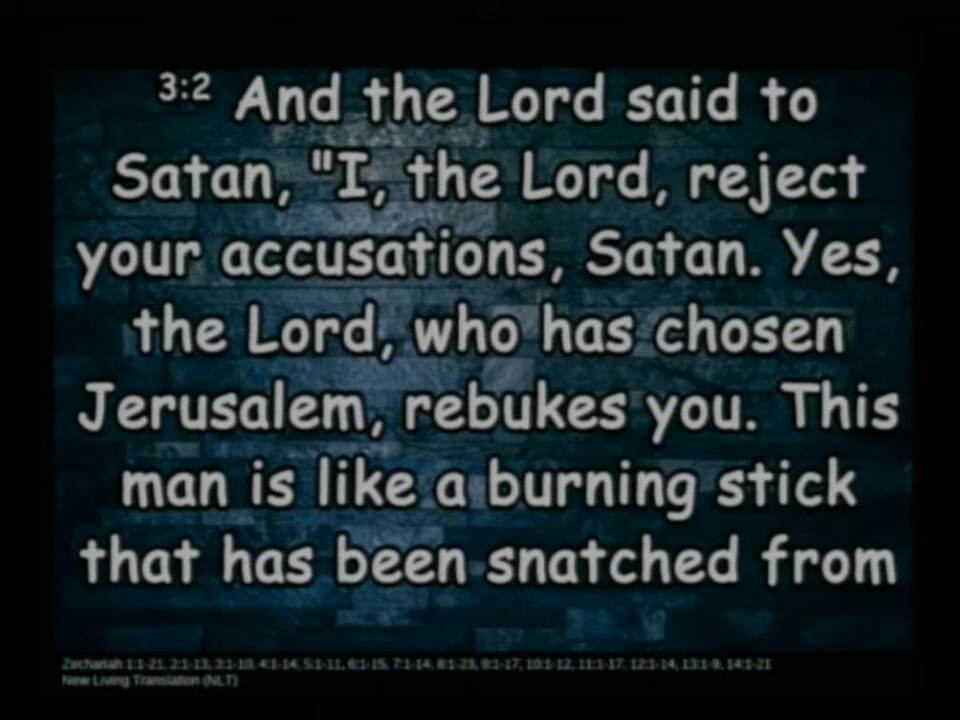 3:2 And the Lord said to
Satan, "I, the Lord, reject
your accusations, Satan. Yes,
the Lord, who has chosen
Jerusalem, rebukes you. This
man is like a burning stick
that has been snatched from
Zechariah 1:1-21, 2:1-13, 3:1-10, 4:1-14, 5:1-11, 6:1-15, 7:1-14, 8:1-23, 9:1-17, 10:1-12, 11:1-17, 12:1-14, 13:1-9, 14:1-21
New Living Translation (NLT)